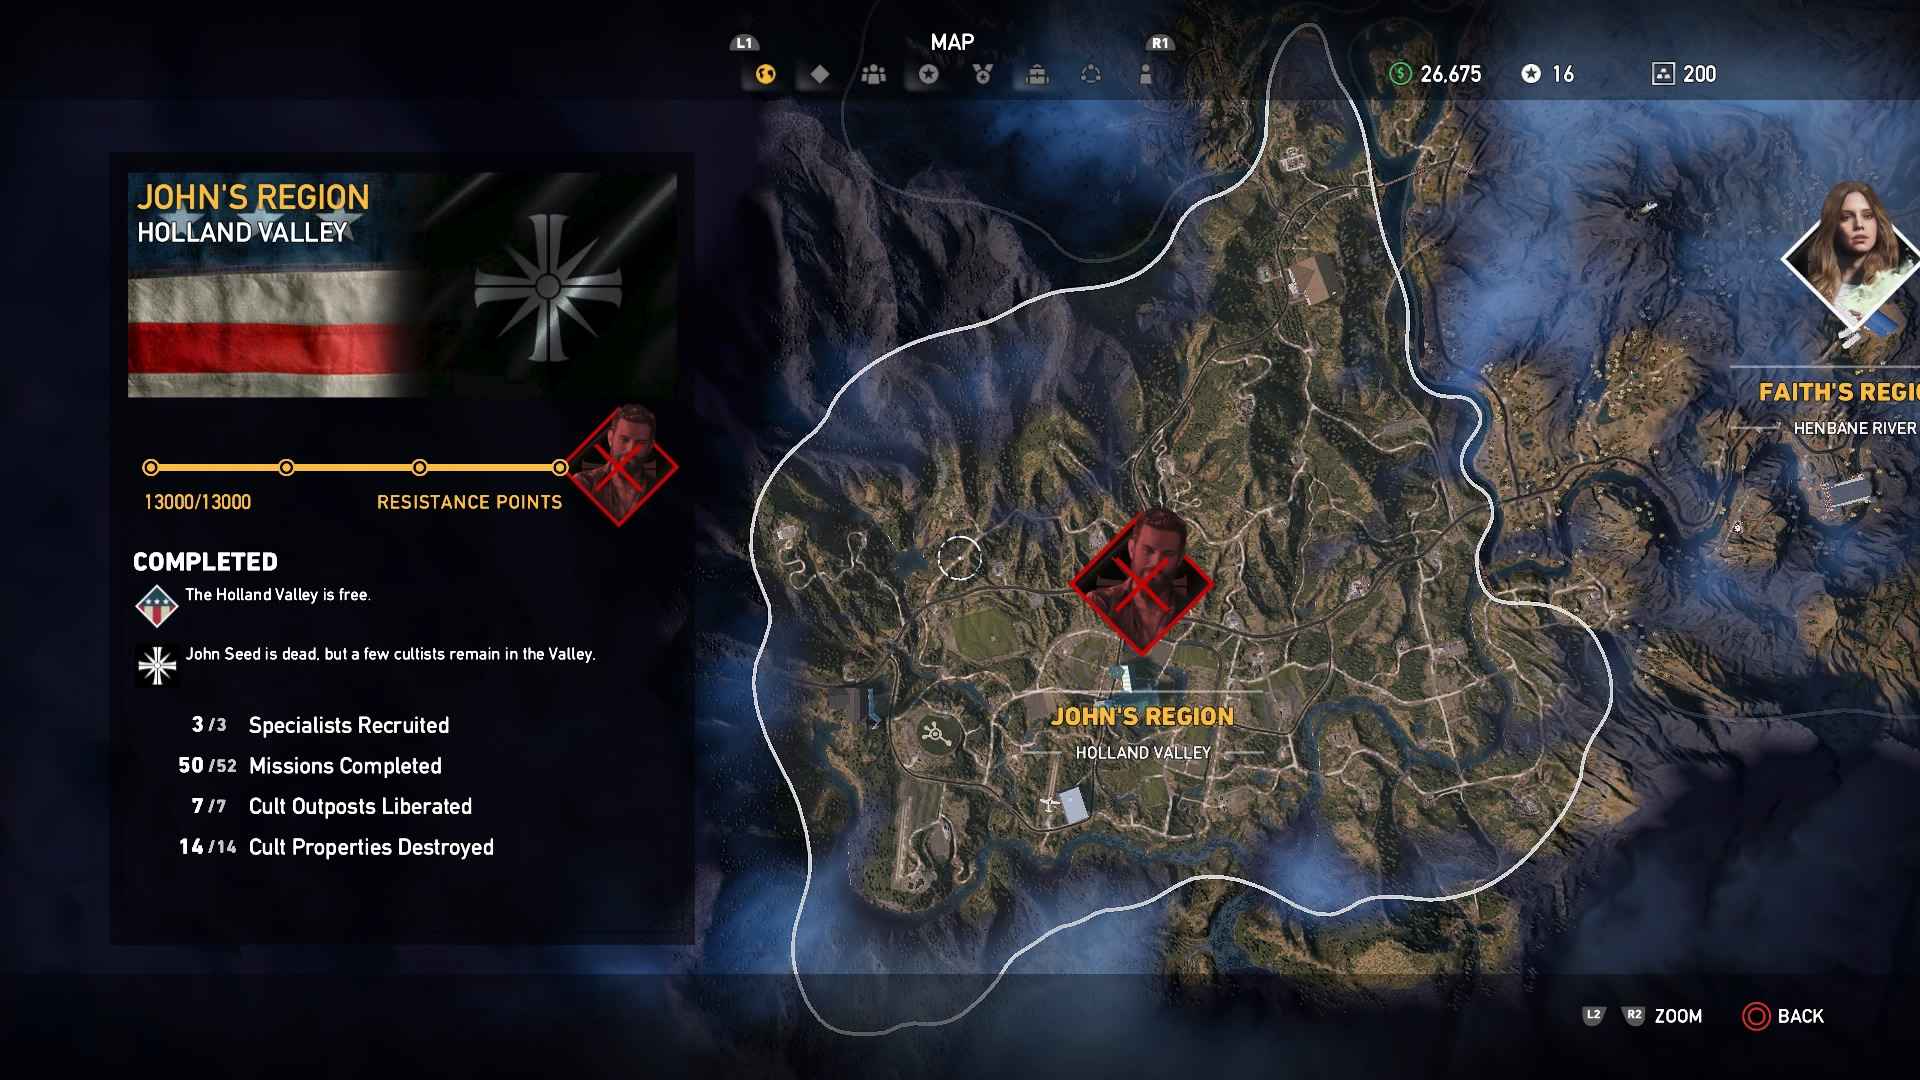 L1
MAP
R1
26,675
16
200
JOHN'S REGION
HOLLAND VALLEY
13000/13000
RESISTANCE POINTS
COMPLETED
The Holland Valley is free.
John Seed is dead, but a few cultists remain in the Valley.
3/3 Specialists Recruited
50/52 Missions Completed
7/7 Cult Outposts Liberated
14/14 Cult Properties Destroyed
JOHN'S REGION
HOLLAND VALLEY
FAITH'S REGIO
HENBANE RIVER
L2 R2 ZOOM
BACK